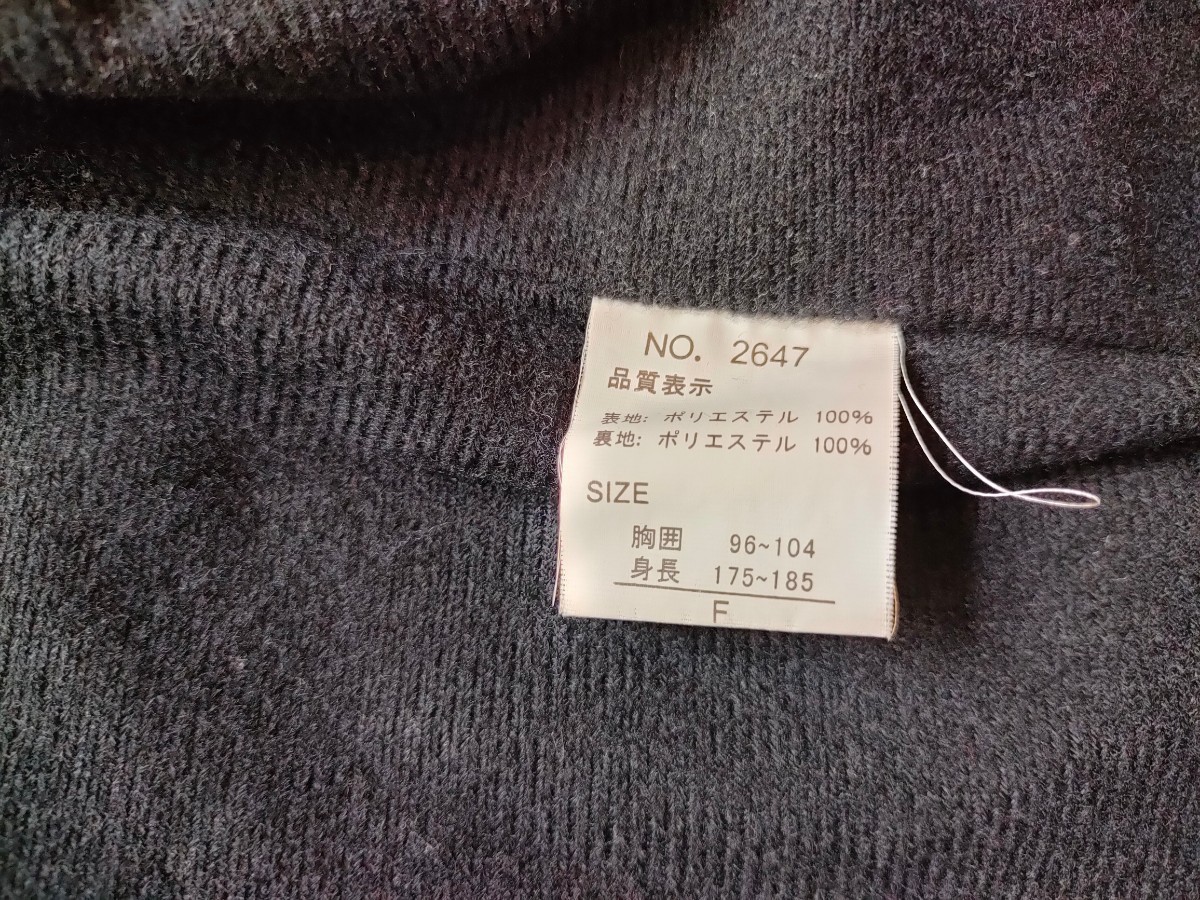 NO. 2647
品質表示
表地: ポリエステル 100%
裏地: ポリエステル 100%
SIZE
胸囲 96~104
身長 175~185
F